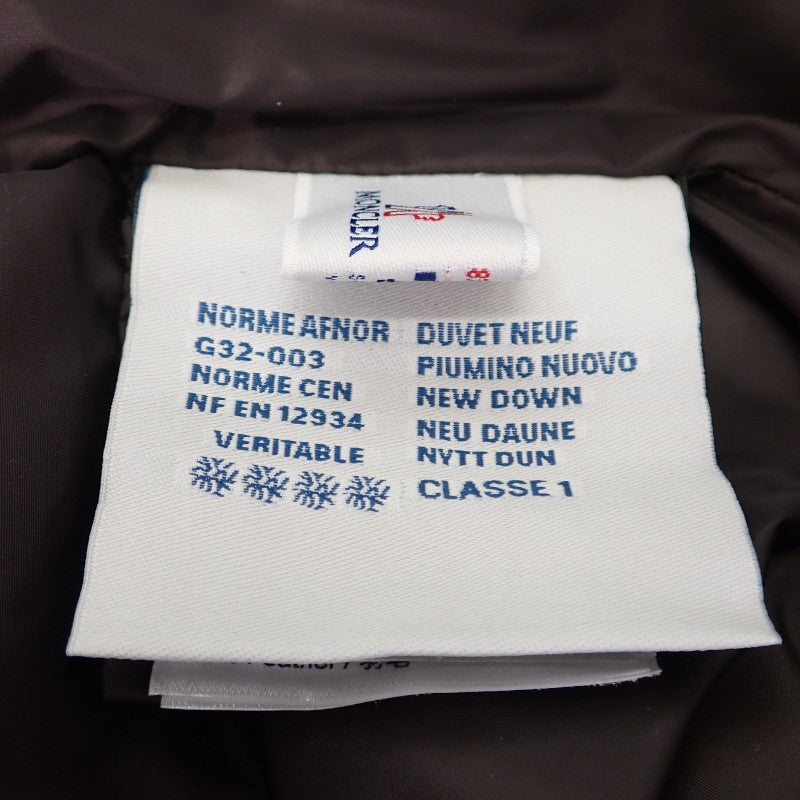 MONCLER
NORME AFNOR
G32-003
NORME CEN
NF EN 12934
VERITABLE
DUVET NEUF
PIUMINO NUOVO
NEW DOWN
NEU DAUNE
NYTT DUN
CLASSE 1